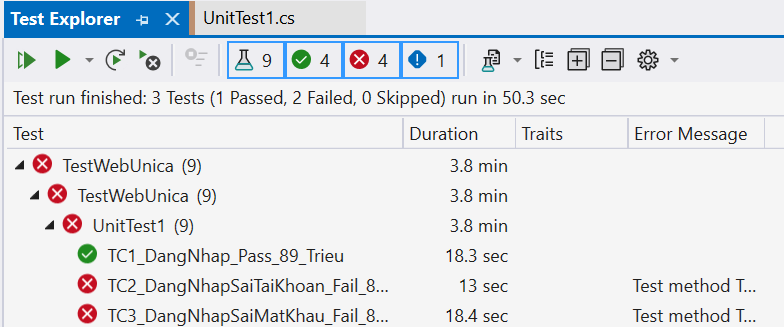 Test Explorer UnitTest1.cs
9 4 4 1
Test run finished: 3 Tests (1 Passed, 2 Failed, 0 Skipped) run in 50.3 sec
Test Duration Traits Error Message
TestWebUnica (9) 3.8 min
TestWebUnica (9) 3.8 min
UnitTest1 (9) 3.8 min
TC1_DangNhap_Pass_89_Trieu 18.3 sec
TC2_DangNhapSaiTaiKhoan_Fail_8... 13 sec Test method T...
TC3_DangNhapSaiMatKhau_Fail_8... 18.4 sec Test method T...